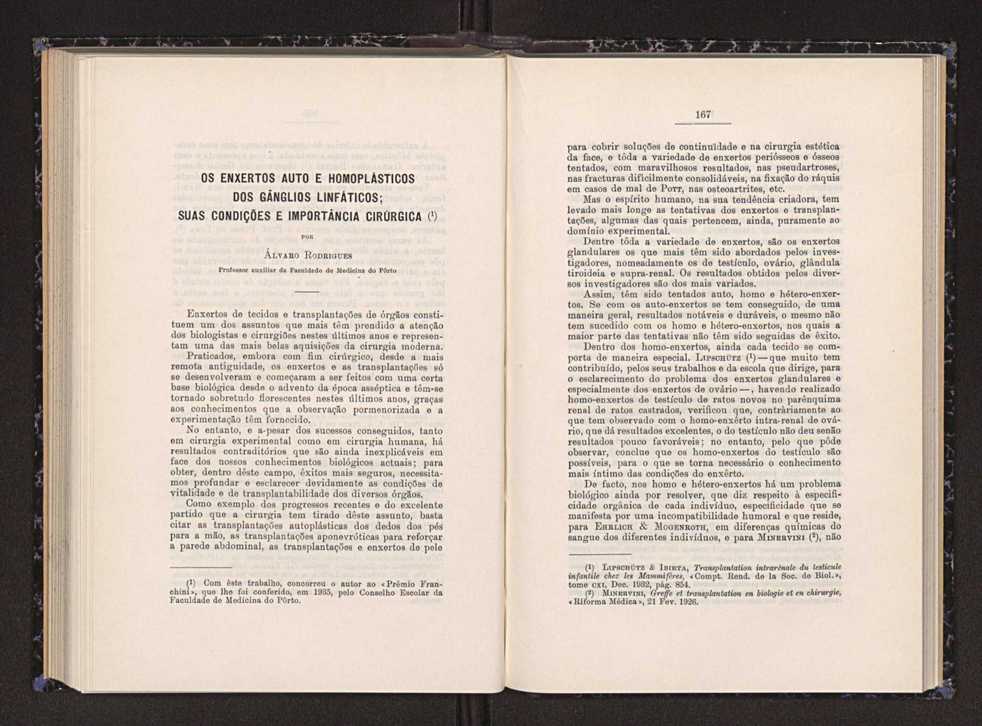 OS ENXERTOS AUTO E HOMOPLÁSTICOS
DOS GÂNGLIOS LINFÁTICOS;
SUAS CONDIÇÕES E IMPORTÂNCIA CIRÚRGICA (1)
POR
ÁLVARO RODRIGUES
Professor auxiliar da Faculdade de Medicina do Pôrto
Enxertos de tecidos e transplantações de órgãos consti-
tuem um dos assuntos que mais têm prendido a atenção
dos biologistas e cirurgiões nestes últimos anos e represen-
tam uma das mais belas aquisições da cirurgia moderna.
Praticados, embora com fim cirúrgico, desde a mais
remota antiguidade, os enxertos e as transplantações só
se desenvolveram e começaram a ser feitos com uma certa
base biológica desde o advento da época asséptica e têm-se
tornado sobretudo florescentes nestes últimos anos, graças
aos conhecimentos que a observação pormenorizada e a
experimentação têm fornecido.
No entanto, e a-pesar dos sucessos conseguidos, tanto
em cirurgia experimental como em cirurgia humana, há
resultados contraditórios que são ainda inexplicáveis em
face dos nossos conhecimentos biológicos actuais; para
obter, dentro dêste campo, êxitos mais seguros, necessita-
mos profundar e esclarecer devidamente as condições de
vitalidade e de transplantabilidade dos diversos órgãos.
Como exemplo dos progressos recentes e do excelente
partido que a cirurgia tem tirado dêste assunto, basta
citar as transplantações autoplásticas dos dedos dos pés
para a mão, as transplantações aponevróticas para reforçar
a parede abdominal, as transplantações e enxertos de pele
(1) Com êste trabalho, concorreu o autor ao «Prémio Fran-
chini», que lhe foi conferido, em 1935, pelo Conselho Escolar da
Faculdade de Medicina do Pôrto.
167
para cobrir soluções de continuïdade e na cirurgia estética
da face, e tôda a variedade de enxertos periósseos e ósseos
tentados, com maravilhosos resultados, nas pseudartroses,
nas fracturas dificilmente consolidáveis, na fixação do ráquis
em casos de mal de POTT, nas osteoartrites, etc.
Mas o espírito humano, na sua tendência criadora, tem
levado mais longe as tentativas dos enxertos e transplan-
tações, algumas das quais pertencem, ainda, puramente ao
domínio experimental.
Dentre tôda a variedade de enxertos, são os enxertos
glandulares os que mais têm sido abordados pelos inves-
tigadores, nomeadamente os de testículo, ovário, glândula
tiroideia e supra-renal. Os resultados obtidos pelos diver-
sos investigadores são dos mais variados.
Assim, têm sido tentados auto, homo e hétero-enxer-
tos. Se com os auto-enxertos se tem conseguido, de uma
maneira geral, resultados notáveis e duráveis, o mesmo não
tem sucedido com os homo e hétero-enxertos, nos quais a
maior parte das tentativas não têm sido seguidas de êxito.
Dentro dos homo-enxertos, ainda cada tecido se com-
porta de maneira especial. LIPSCHÜTZ (1) — que muito tem
contribuído, pelos seus trabalhos e da escola que dirige, para
o esclarecimento do problema dos enxertos glandulares e
especialmente dos enxertos de ovário —, havendo realizado
homo-enxertos de testículo de ratos novos no parênquima
renal de ratos castrados, verificou que, contràriamente ao
que tem observado com o homo-enxêrto intra-renal de ová-
rio, que dá resultados excelentes, o do testículo não deu senão
resultados pouco favoráveis; no entanto, pelo que pôde
observar, conclue que os homo-enxertos do testículo são
possíveis, para o que se torna necessário o conhecimento
mais íntimo das condições do enxêrto.
De facto, nos homo e hétero-enxertos há um problema
biológico ainda por resolver, que diz respeito à especifi-
cidade orgânica de cada indivíduo, especificidade que se
manifesta por uma incompatibilidade humoral e que reside,
para EHRLICH & MOGENROTH, em diferenças químicas do
sangue dos diferentes indivíduos, e para MINERVINI (2), não
(1) LIPSCHÜTZ & IBIETA, Transplantation intrarénale du testicule
infantile chez les Mammifères, «Compt. Rend. de la Soc. de Biol.»,
tome CXI, Dec. 1932, pág. 854.
(2) MINERVINI, Greffe et transplantation en biologie et en chirurgie,
«Riforma Médica», 21 Fev. 1926.